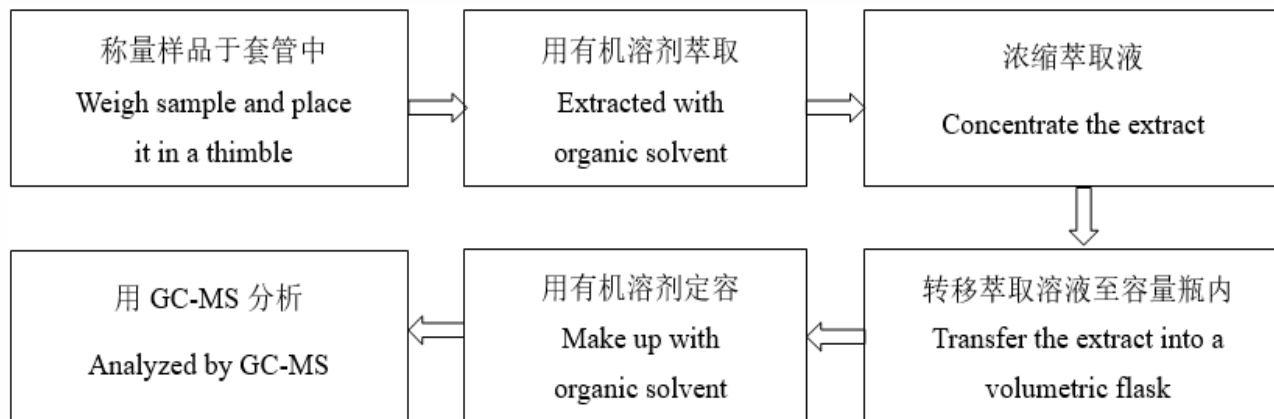 称量样品于套管中
Weigh sample and place
it in a thimble
用有机溶剂萃取
Extracted with
organic solvent
浓缩萃取液
Concentrate the extract
转移萃取溶液至容量瓶内
Transfer the extract into a
volumetric flask
用有机溶剂定容
Make up with
organic solvent
用 GC-MS 分析
Analyzed by GC-MS